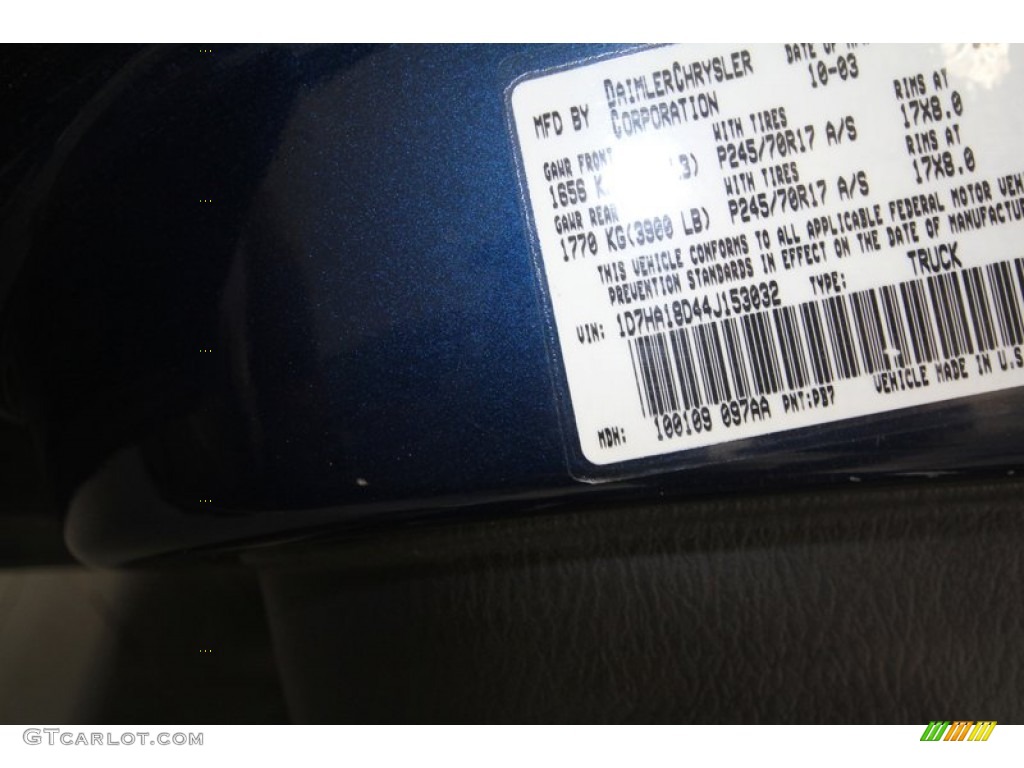 MFD BY DAIMLERCHRYSLER CORPORATION
DATE OF
10-03
GAWR FRONT WITH TIRES RIMS AT
1656 P245/70R17 A/S 17X8.0
GAWR REAR WITH TIRES RIMS AT
1770 KG(3900 LB) P245/70R17 A/S 17X8.0
THIS VEHICLE CONFORMS TO ALL APPLICABLE FEDERAL MOTOR
PREVENTION STANDARDS IN EFFECT ON THE DATE OF
VIN: 1D7HA18D44J153032 TYPE: TRUCK
MDH: 100109 097AA PNT:PB7 VEHICLE MADE IN U.S
GTCARLOT.COM